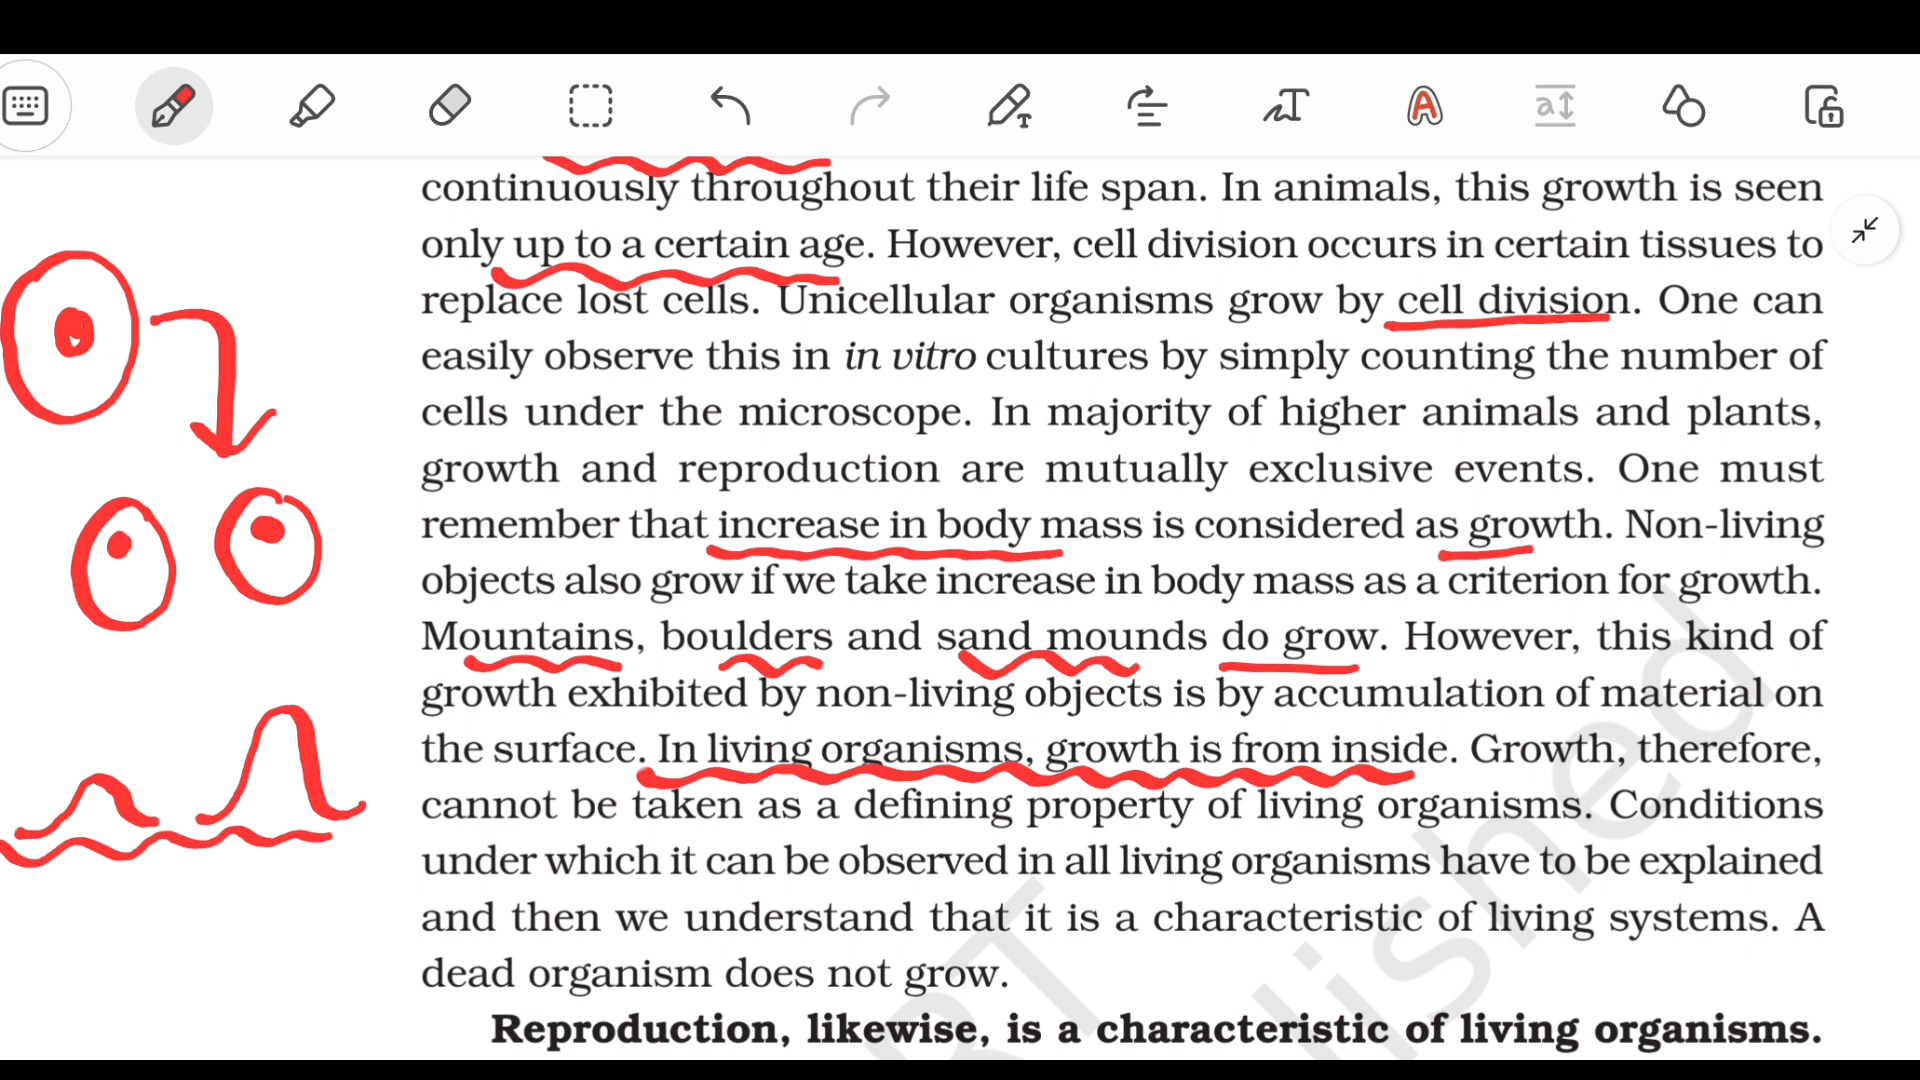 continuously throughout their life span. In animals, this growth is seen
only up to a certain age. However, cell division occurs in certain tissues to
replace lost cells. Unicellular organisms grow by cell division. One can
easily observe this in in vitro cultures by simply counting the number of
cells under the microscope. In majority of higher animals and plants,
growth and reproduction are mutually exclusive events. One must
remember that increase in body mass is considered as growth. Non-living
objects also grow if we take increase in body mass as a criterion for growth.
Mountains, boulders and sand mounds do grow. However, this kind of
growth exhibited by non-living objects is by accumulation of material on
the surface. In living organisms, growth is from inside. Growth, therefore,
cannot be taken as a defining property of living organisms. Conditions
under which it can be observed in all living organisms have to be explained
and then we understand that it is a characteristic of living systems. A
dead organism does not grow.
Reproduction, likewise, is a characteristic of living organisms.